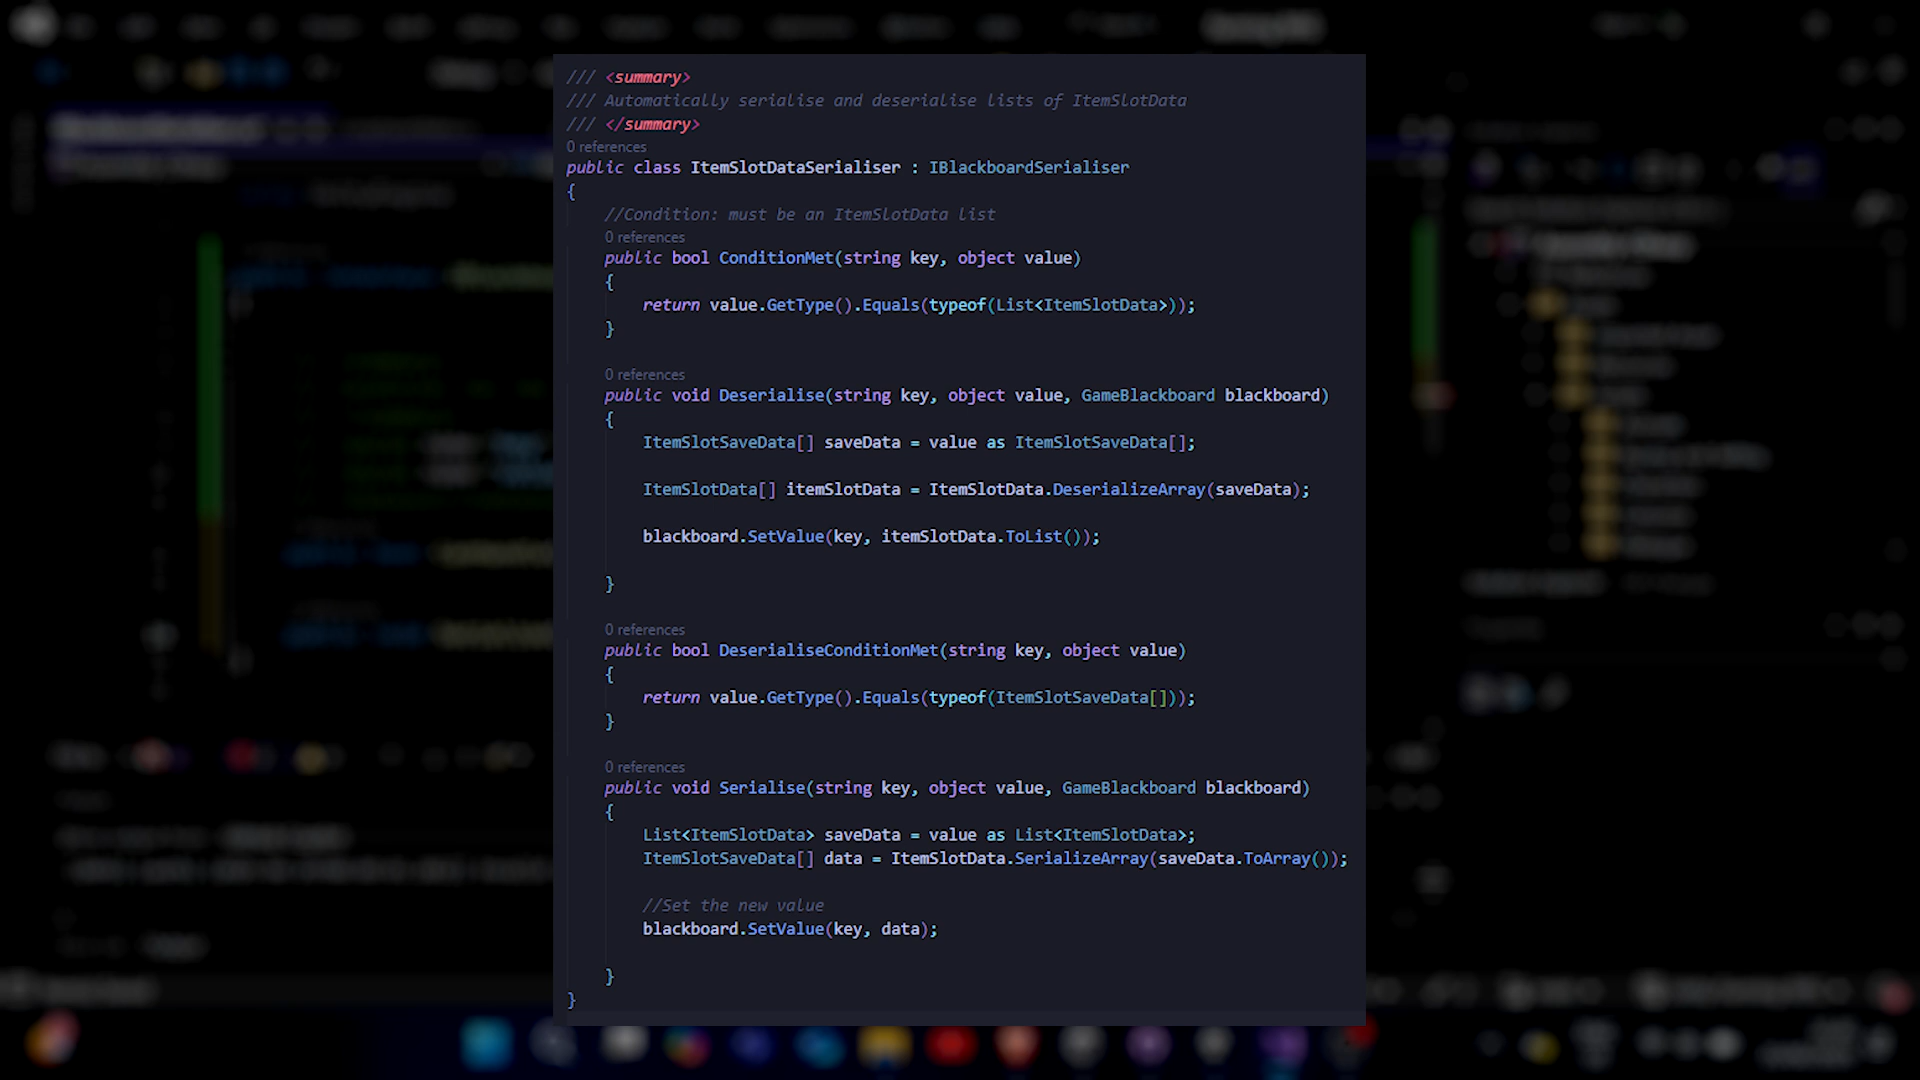 /// <summary>
/// Automatically serialise and deserialise lists of ItemSlotData
/// </summary>
0 references
public class ItemSlotDataSerialiser : IBlackboardSerialiser
{
//Condition: must be an ItemSlotData list
0 references
public bool ConditionMet(string key, object value)
{
return value.GetType().Equals(typeof(List<ItemSlotData>));
}
0 references
public void Deserialise(string key, object value, GameBlackboard blackboard)
{
ItemSlotSaveData[] saveData = value as ItemSlotSaveData[];
ItemSlotData[] itemSlotData = ItemSlotData.DeserializeArray(saveData);
blackboard.SetValue(key, itemSlotData.ToList());
}
0 references
public bool DeserialiseConditionMet(string key, object value)
{
return value.GetType().Equals(typeof(ItemSlotSaveData[]));
}
0 references
public void Serialise(string key, object value, GameBlackboard blackboard)
{
List<ItemSlotData> saveData = value as List<ItemSlotData>;
ItemSlotSaveData[] data = ItemSlotData.SerializeArray(saveData.ToArray());
//Set the new value
blackboard.SetValue(key, data);
}
}